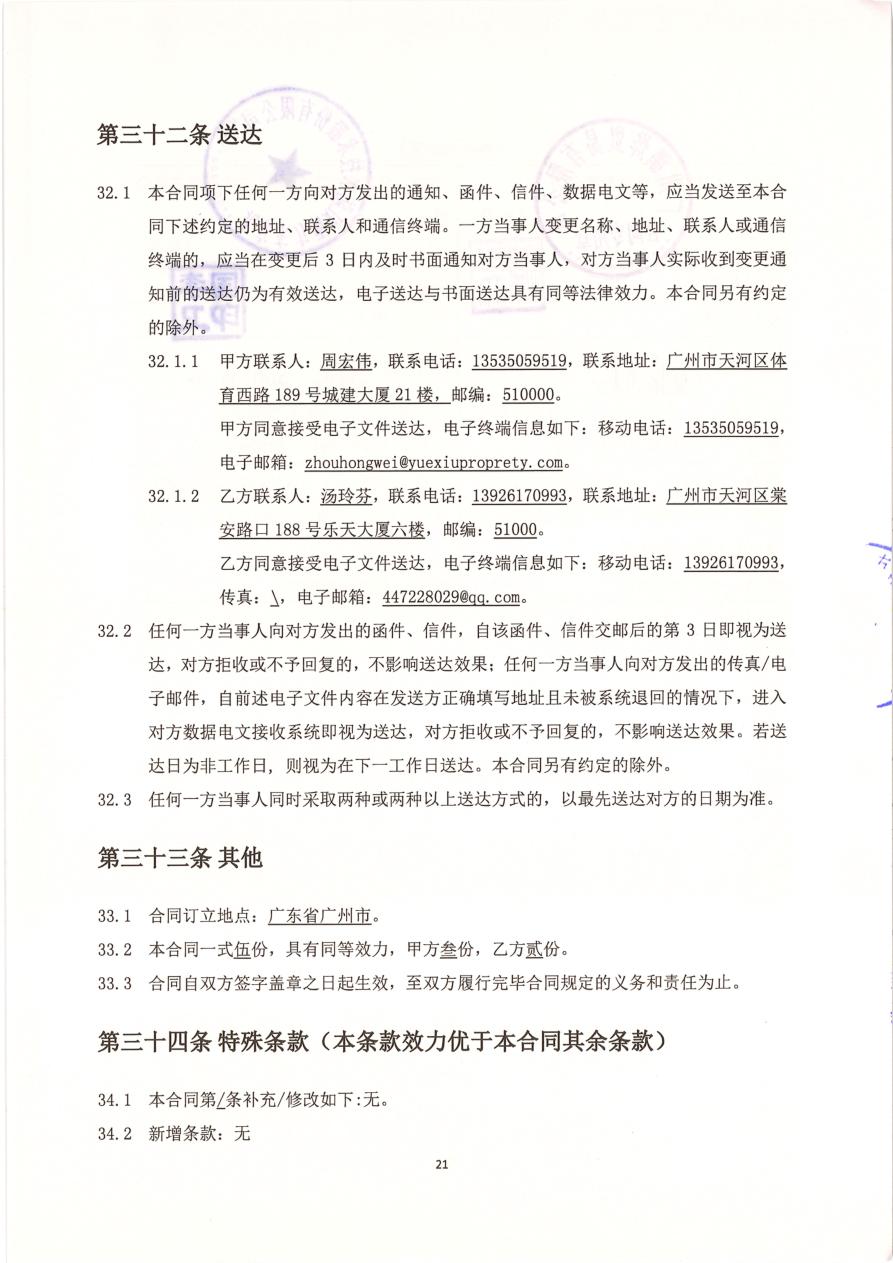 第三十二条 送达
32.1 本合同项下任何一方向对方发出的通知、函件、信件、数据电文等，应当发送至本合
同下述约定的地址、联系人和通信终端。一方当事人变更名称、地址、联系人或通信
终端的，应当在变更后 3 日内及时书面通知对方当事人，对方当事人实际收到变更通
知前的送达仍为有效送达，电子送达与书面送达具有同等法律效力。本合同另有约定
的除外。
32.1.1 甲方联系人：周宏伟，联系电话：13535059519，联系地址：广州市天河区体
育西路 189 号城建大厦 21 楼，邮编：510000。
甲方同意接受电子文件送达，电子终端信息如下：移动电话：13535059519，
电子邮箱：zhouhongwei@yuexiuproprety.com。
32.1.2 乙方联系人：汤玲芬，联系电话：13926170993，联系地址：广州市天河区棠
安路口 188 号乐天大厦六楼，邮编：51000。
乙方同意接受电子文件送达，电子终端信息如下：移动电话：13926170993，
传真：\，电子邮箱：447228029@qq.com。
32.2 任何一方当事人向对方发出的函件、信件，自该函件、信件交邮后的第 3 日即视为送
达，对方拒收或不予回复的，不影响送达效果；任何一方当事人向对方发出的传真/电
子邮件，自前述电子文件内容在发送方正确填写地址且未被系统退回的情况下，进入
对方数据电文接收系统即视为送达，对方拒收或不予回复的，不影响送达效果。若送
达日为非工作日, 则视为在下一工作日送达。本合同另有约定的除外。
32.3 任何一方当事人同时采取两种或两种以上送达方式的，以最先送达对方的日期为准。
第三十三条 其他
33.1 合同订立地点：广东省广州市。
33.2 本合同一式伍份，具有同等效力，甲方叁份，乙方贰份。
33.3 合同自双方签字盖章之日起生效，至双方履行完毕合同规定的义务和责任为止。
第三十四条 特殊条款（本条款效力优于本合同其余条款）
34.1 本合同第/条补充/修改如下:无。
34.2 新增条款：无
21